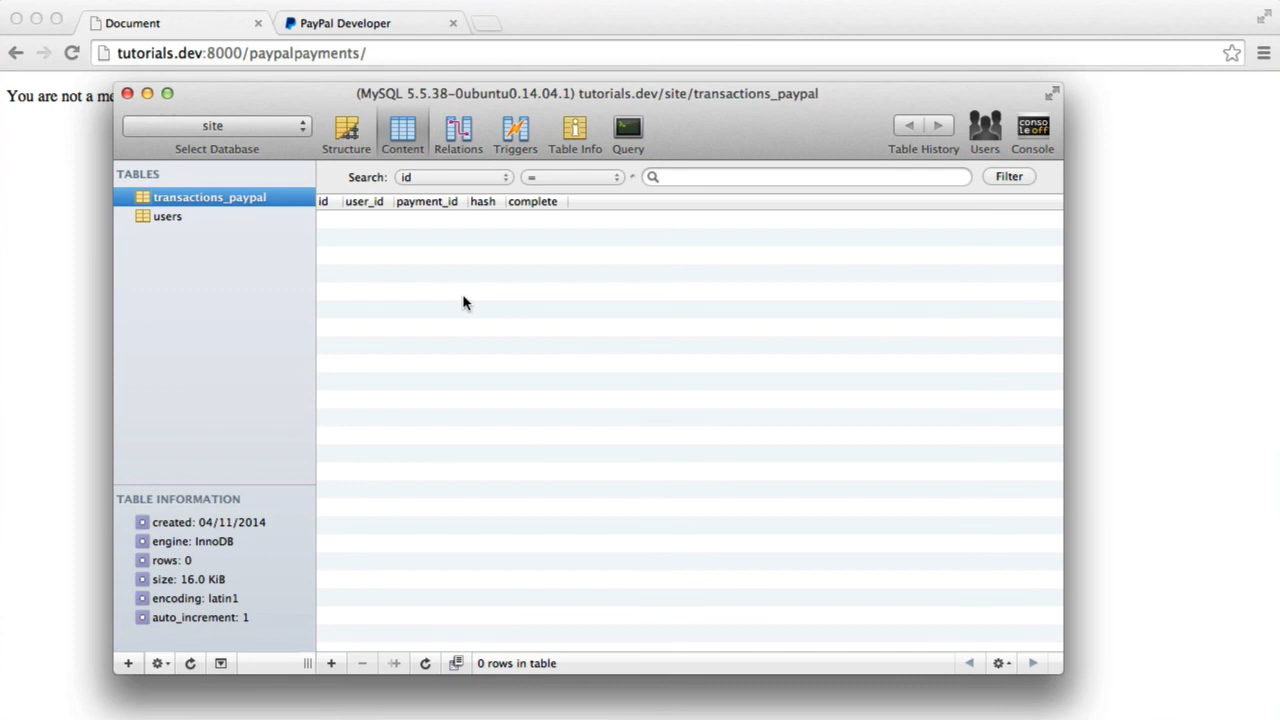 Document
PayPal Developer
tutorials.dev:8000/paypalpayments/
You are not a me
(MySQL 5.5.38-0ubuntu0.14.04.1) tutorials.dev/site/transactions_paypal
site
Select Database
Structure
Content
Relations
Triggers
Table Info
Query
Table History
Users
console off
Console
TABLES
transactions_paypal
users
Search:
id
=
Filter
id user_id payment_id hash complete
TABLE INFORMATION
created: 04/11/2014
engine: InnoDB
rows: 0
size: 16.0 KiB
encoding: latin1
auto_increment: 1
0 rows in table